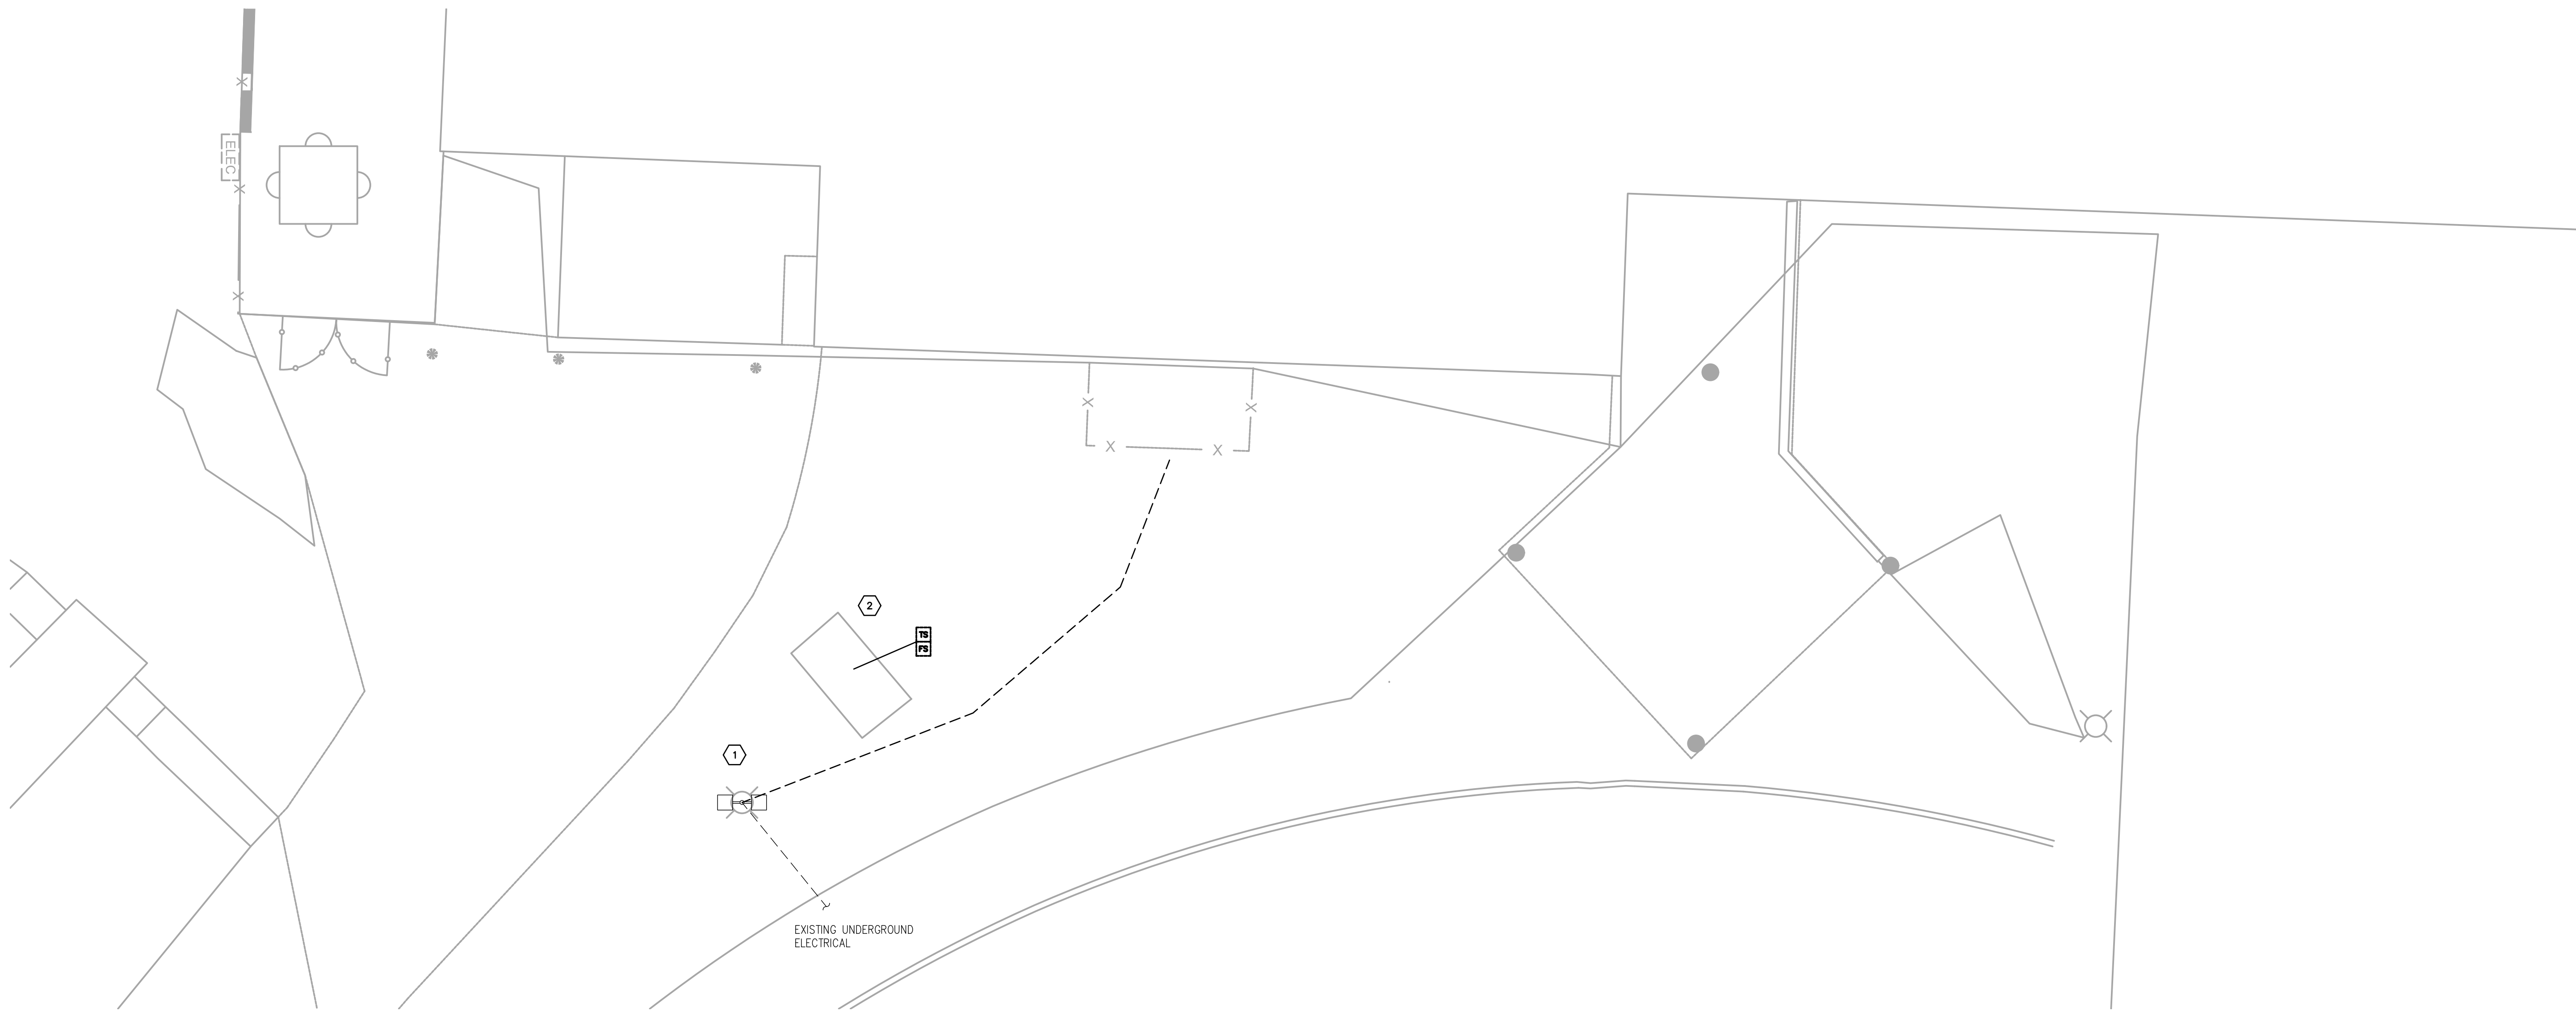 ELEC
2
TS
FS
1
EXISTING UNDERGROUND
ELECTRICAL